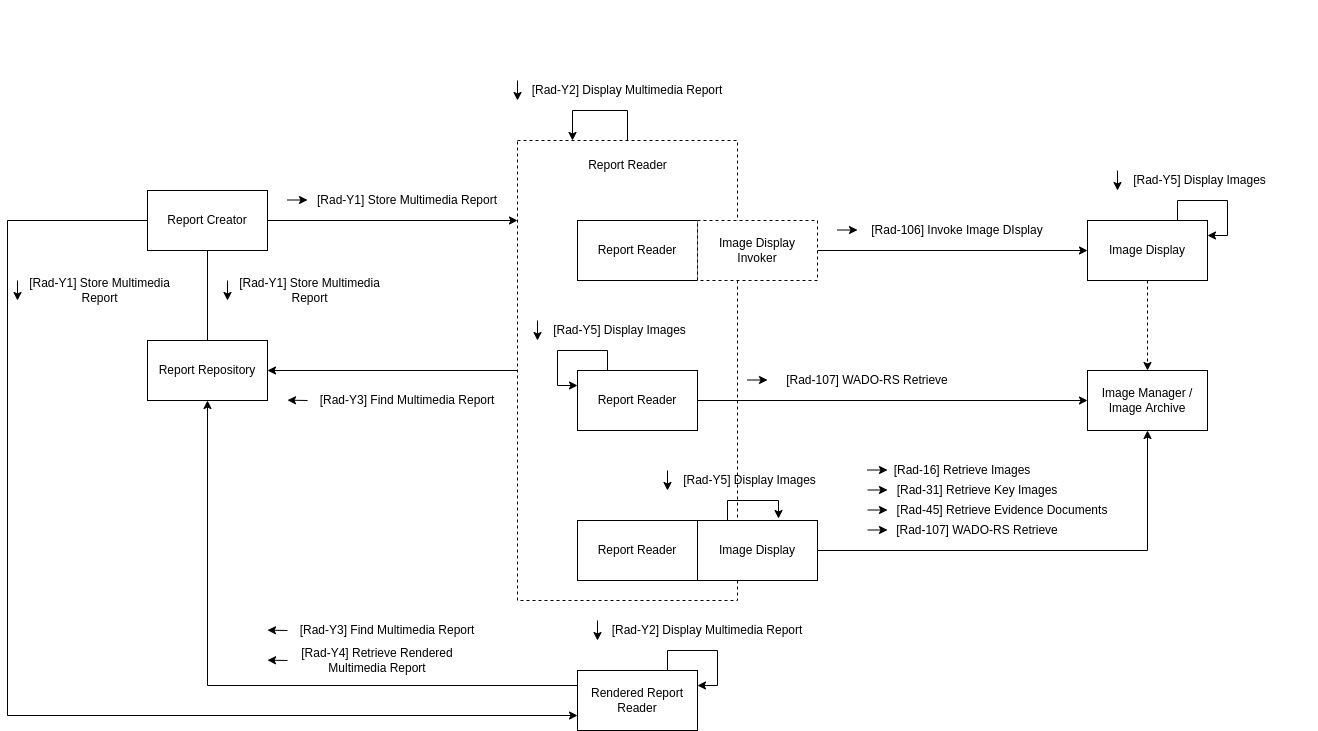 [Rad-Y2] Display Multimedia Report
Report Reader
[Rad-Y5] Display Images
Report Creator
[Rad-Y1] Store Multimedia Report
Report Reader
Image Display
Invoker
[Rad-106] Invoke Image DIsplay
Image Display
[Rad-Y1] Store Multimedia
Report
[Rad-Y1] Store Multimedia
Report
[Rad-Y5] Display Images
Report Repository
[Rad-Y3] Find Multimedia Report
Report Reader
[Rad-107] WADO-RS Retrieve
Image Manager /
Image Archive
[Rad-Y5] Display Images
[Rad-16] Retrieve Images
[Rad-31] Retrieve Key Images
[Rad-45] Retrieve Evidence Documents
[Rad-107] WADO-RS Retrieve
Report Reader
Image Display
[Rad-Y3] Find Multimedia Report
[Rad-Y4] Retrieve Rendered
Multimedia Report
[Rad-Y2] Display Multimedia Report
Rendered Report
Reader